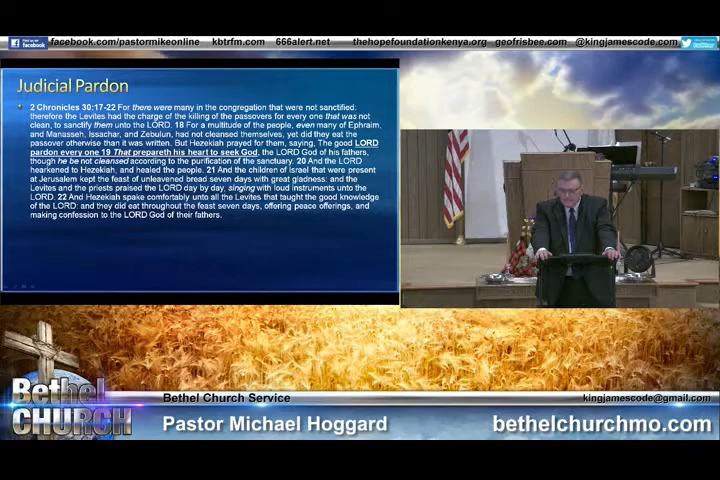 facebook.com/pastormikeonline kbtrfm.com 666alert.net thehopefoundationkenya.org geofrisbee.com @kingjamescode.com
Judicial Pardon
2 Chronicles 30:17-22 For there were many in the congregation that were not sanctified:
therefore the Levites had the charge of the killing of the passovers for every one that was not
clean, to sanctify them unto the LORD. 18 For a multitude of the people, even many of Ephraim,
and Manasseh, Issachar, and Zebulun, had not cleansed themselves, yet did they eat the
passover otherwise than it was written. But Hezekiah prayed for them, saying, The good LORD
pardon every one 19 That prepareth his heart to seek God, the LORD God of his fathers,
though he be not cleansed according to the purification of the sanctuary. 20 And the LORD
hearkened to Hezekiah, and healed the people. 21 And the children of Israel that were present
at Jerusalem kept the feast of unleavened bread seven days with great gladness: and the
Levites and the priests praised the LORD day by day, singing with loud instruments unto the
LORD. 22 And Hezekiah spake comfortably unto all the Levites that taught the good knowledge
of the LORD: and they did eat throughout the feast seven days, offering peace offerings, and
making confession to the LORD God of their fathers.
Bethel
CHURCH
Bethel Church Service
kingjamescode@gmail.com
Pastor Michael Hoggard
bethelchurchmo.com